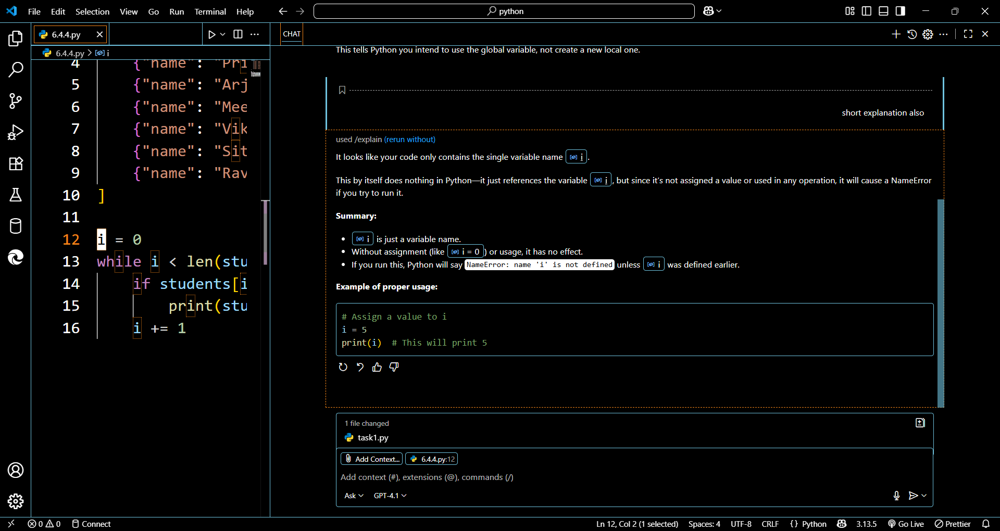 File Edit Selection View Go Run Terminal Help
python
6.4.4.py
6.4.4.py > i
4 {"name": "Pri
5 {"name": "Arj
6 {"name": "Mee
7 {"name": "Vik
8 {"name": "Sit
9 {"name": "Rav
10 ]
11
12 i = 0
13 while i < len(stu
14 if students[i
15 print(stu
16 i += 1
CHAT
This tells Python you intend to use the global variable, not create a new local one.
short explanation also
used /explain (rerun without)
It looks like your code only contains the single variable name i.
This by itself does nothing in Python—it just references the variable i, but since it's not assigned a value or used in any operation, it will cause a NameError
if you try to run it.
Summary:
• i is just a variable name.
• Without assignment (like i = 0) or usage, it has no effect.
• If you run this, Python will say NameError: name 'i' is not defined unless i was defined earlier.
Example of proper usage:
# Assign a value to i
i = 5
print(i) # This will print 5
1 file changed
task1.py
Add Context... 6.4.4.py:12
Add context (#), extensions (@), commands (/)
Ask GPT-4.1
0 0 Connect Ln 12, Col 2 (1 selected) Spaces: 4 UTF-8 CRLF {} Python 3.13.5 Go Live Prettier